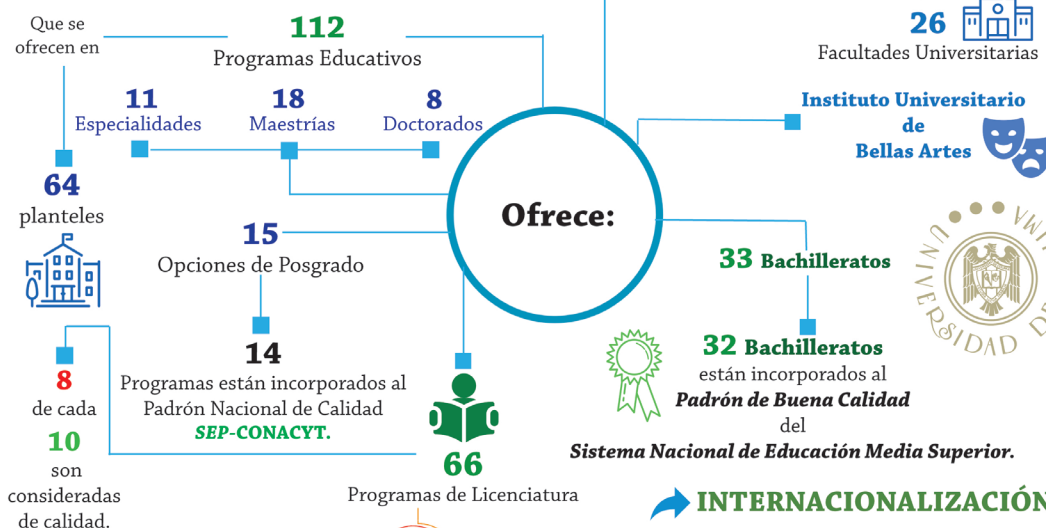 Que se
ofrecen en
112
Programas Educativos
11
Especialidades
18
Maestrías
8
Doctorados
64
planteles
15
Opciones de Posgrado
14
Programas están incorporados al
Padrón Nacional de Calidad
SEP-CONACYT.
8
de cada
10
son
consideradas
de calidad.
66
Programas de Licenciatura
Ofrece:
26
Facultades Universitarias
Instituto Universitario
de
Bellas Artes
33 Bachilleratos
32 Bachilleratos
están incorporados al
Padrón de Buena Calidad
del
Sistema Nacional de Educación Media Superior.
UNIVERSIDAD
INTERNACIONALIZACIÓN